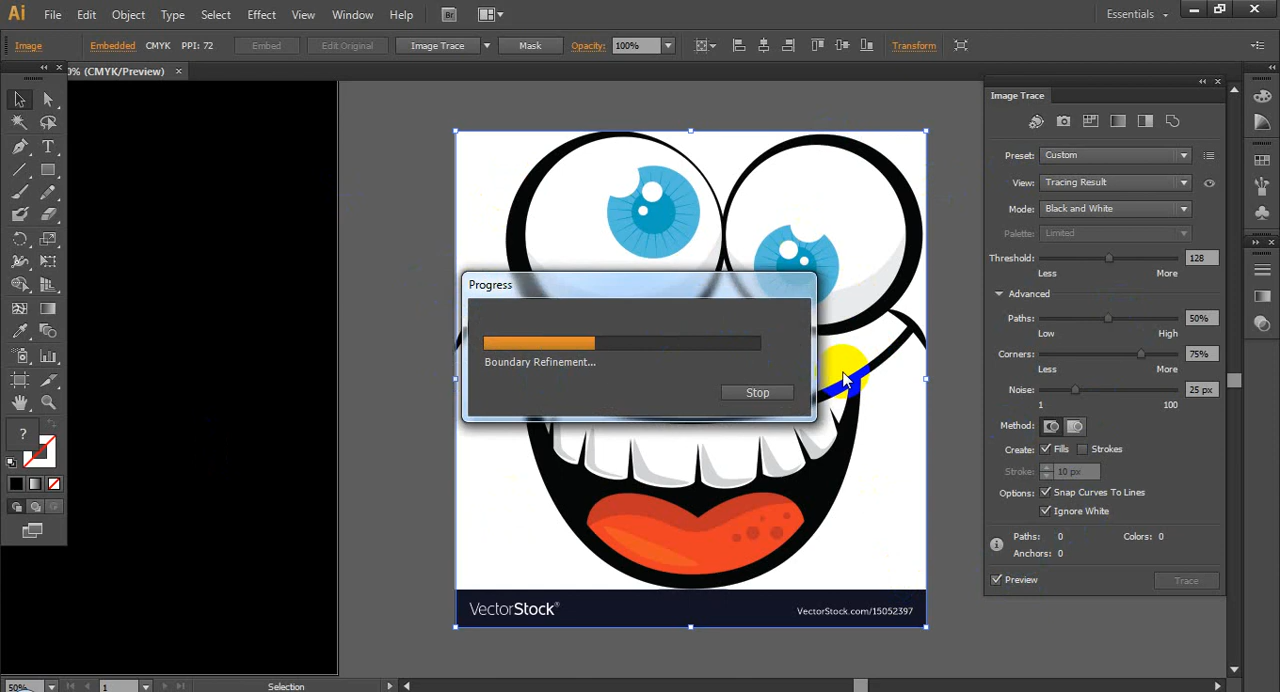 Ai File Edit Object Type Select Effect View Window Help Br Essentials
Image Embedded CMYK PPI: 72 Embed Edit Original Image Trace Mask Opacity: 100% Transform
0% (CMYK/Preview) ×
Image Trace
Preset: Custom
View: Tracing Result
Mode: Black and White
Palette: Limited
Threshold: 128
Less More
Advanced
Paths: 50%
Low High
Corners: 75%
Less More
Noise: 25 px
1 100
Method:
Create: Fills Strokes
Stroke: 10 px
Options: Snap Curves To Lines
Ignore White
Paths: 0 Colors: 0
Anchors: 0
Preview Trace
Progress
Boundary Refinement...
Stop
?
VectorStock® VectorStock.com/15052397
50% 1 Selection